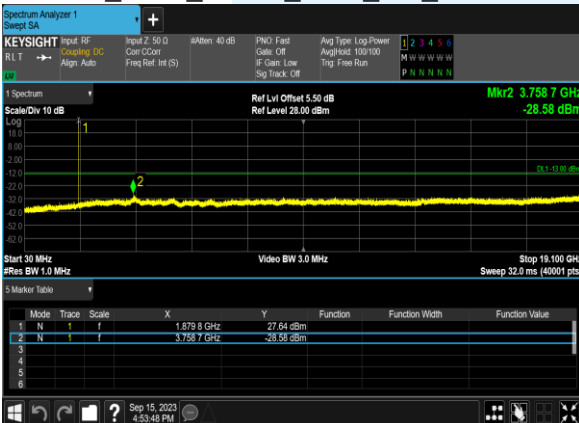 Spectrum Analyzer 1
Swept SA
+
KEYSIGHT
Input: RF
Input Z: 50 Ω
#Atten: 40 dB
PNO: Fast
Avg Type: Log-Power
1 2 3 4 5 6
RLT
Coupling: DC
Corr CCorr
Gate: Off
Avg|Hold: 100/100
M W W W W W
Align: Auto
Freq Ref: Int (S)
IF Gain: Low
Trig: Free Run
Sig Track: Off
P N N N N N
LV
1 Spectrum
Ref Lvl Offset 5.50 dB
Mkr2 3.758 7 GHz
Scale/Div 10 dB
Ref Level 28.00 dBm
-28.58 dBm
Log
1
18.0
8.00
-2.00
-12.0
DL1 -13.00 dBm
2
-22.0
-32.0
-42.0
-52.0
-62.0
Start 30 MHz
Video BW 3.0 MHz
Stop 19.100 GHz
#Res BW 1.0 MHz
Sweep 32.0 ms (40001 pts)
5 Marker Table
Mode Trace Scale X Y Function Function Width Function Value
1 N 1 f 1.879 8 GHz 27.64 dBm
2 N 1 f 3.758 7 GHz -28.58 dBm
3
4
5
6
?
Sep 15, 2023
4:53:48 PM